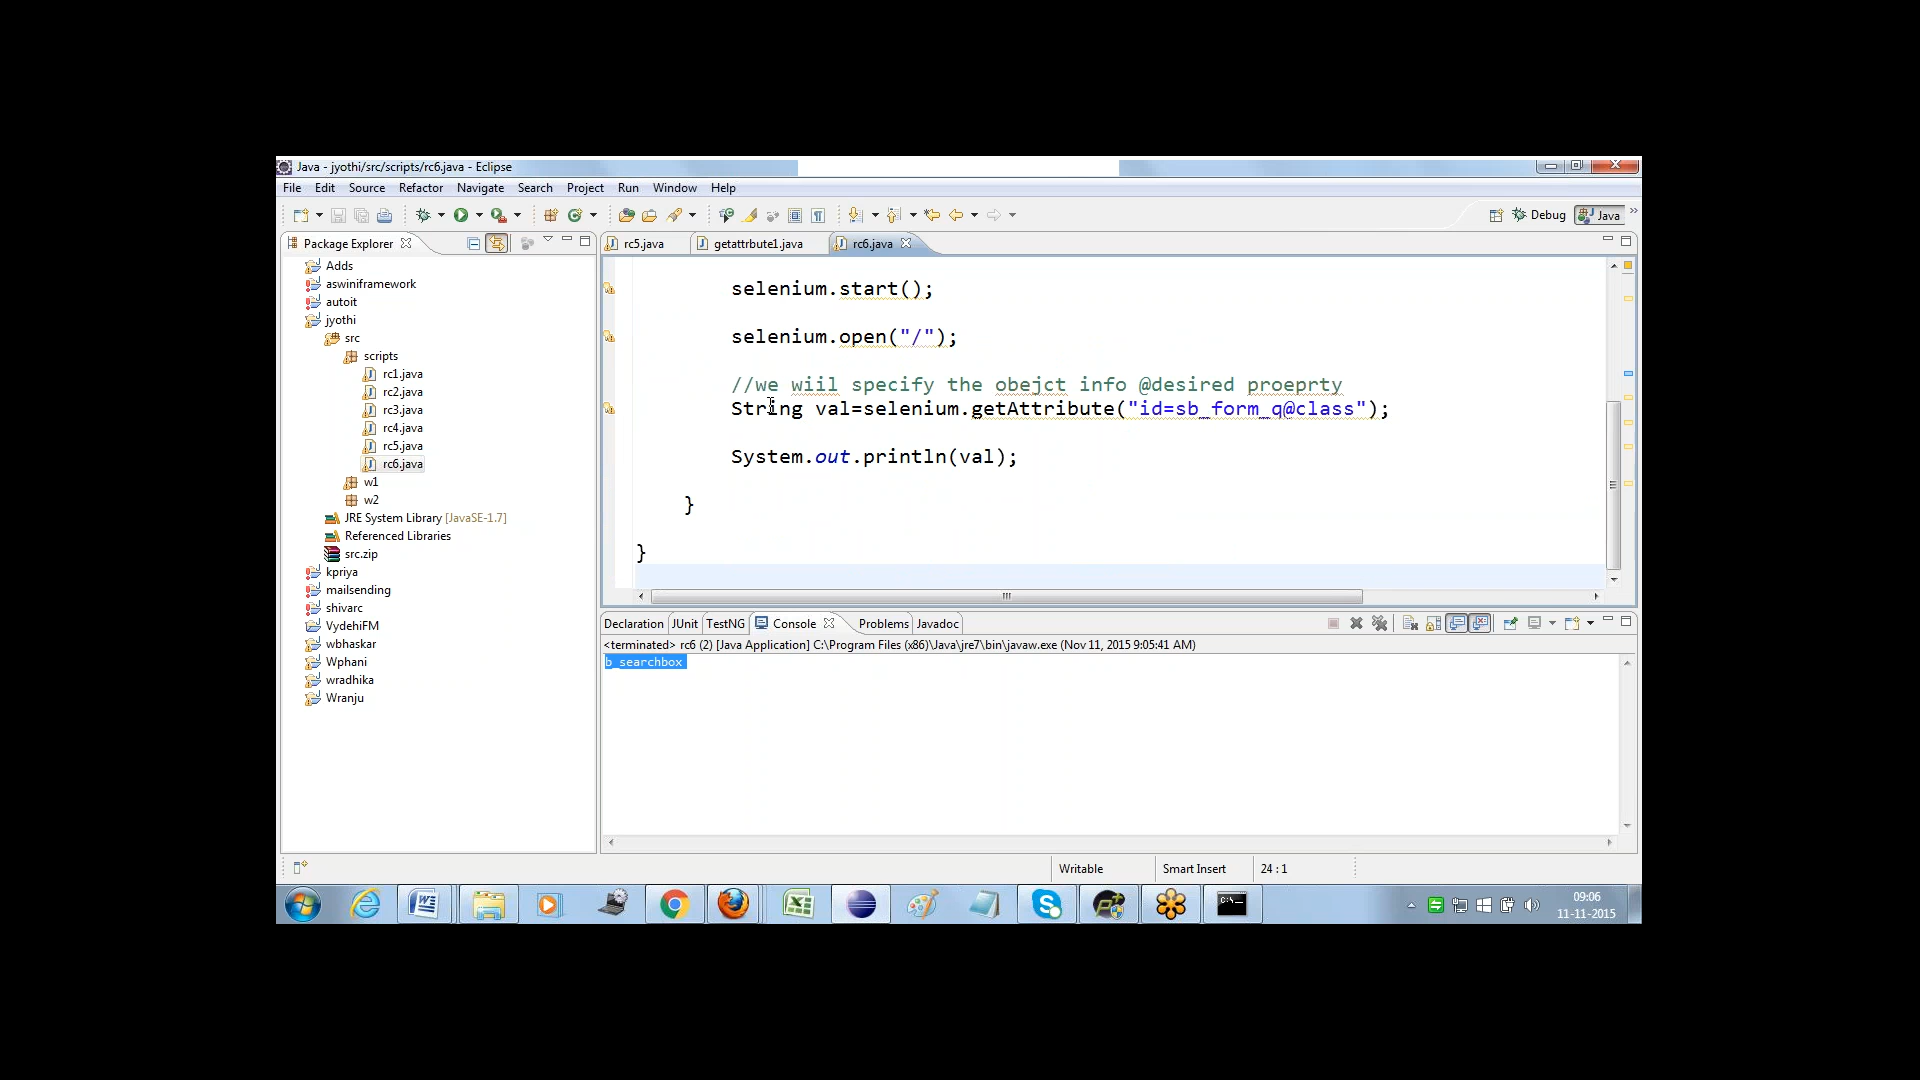 Java - jyothi/src/scripts/rc6.java - Eclipse
File Edit Source Refactor Navigate Search Project Run Window Help
Debug Java
Package Explorer
rc5.java getattrbute1.java rc6.java
Adds
aswiniframework
autoit
jyothi
src
scripts
rc1.java
rc2.java
rc3.java
rc4.java
rc5.java
rc6.java
w1
w2
JRE System Library [JavaSE-1.7]
Referenced Libraries
src.zip
kpriya
mailsending
shivarc
VydehiFM
wbhaskar
Wphani
wradhika
Wranju
selenium.start();
selenium.open("/");
//we wiil specify the obejct info @desired proeprty
String val=selenium.getAttribute("id=sb_form_q@class");
System.out.println(val);
}
}
Declaration JUnit TestNG Console Problems Javadoc
<terminated> rc6 (2) [Java Application] C:\Program Files (x86)\Java\jre7\bin\javaw.exe (Nov 11, 2015 9:05:41 AM)
b_searchbox
Writable Smart Insert 24 : 1
09:06
11-11-2015